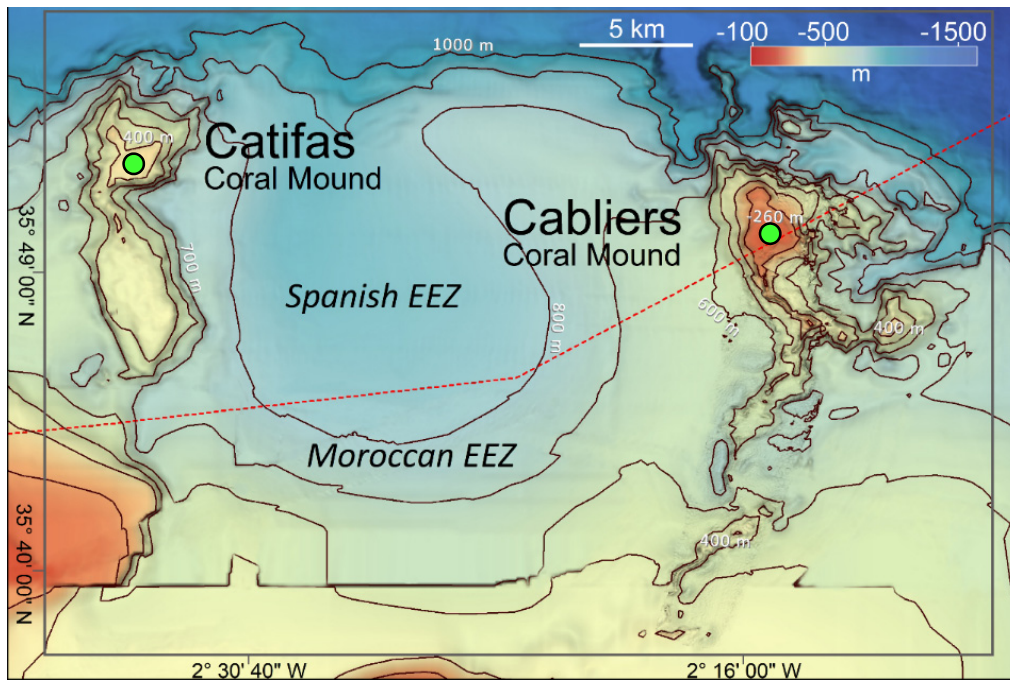 5 km
-100 -500 -1500
m
1000 m
400 m
Catifas
Coral Mound
Cabliers
Coral Mound
-260 m
35° 49' 00" N
700 m
Spanish EEZ
800 m
600 m
400 m
Moroccan EEZ
35° 40' 00" N
400 m
2° 30' 40" W
2° 16' 00" W